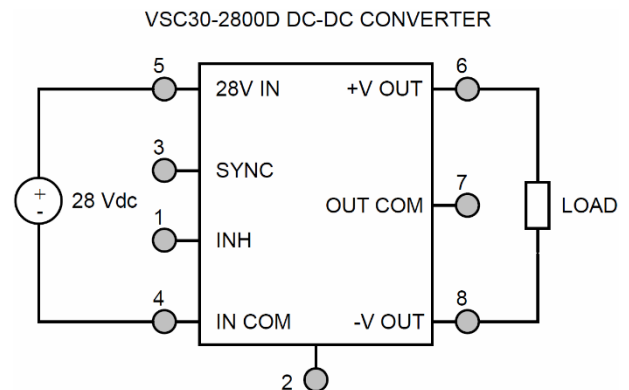 VSC30-2800D DC-DC CONVERTER
5
6
28V IN
+V OUT
3
SYNC
7
+
-
28 Vdc
1
OUT COM
LOAD
INH
4
8
IN COM
-V OUT
2